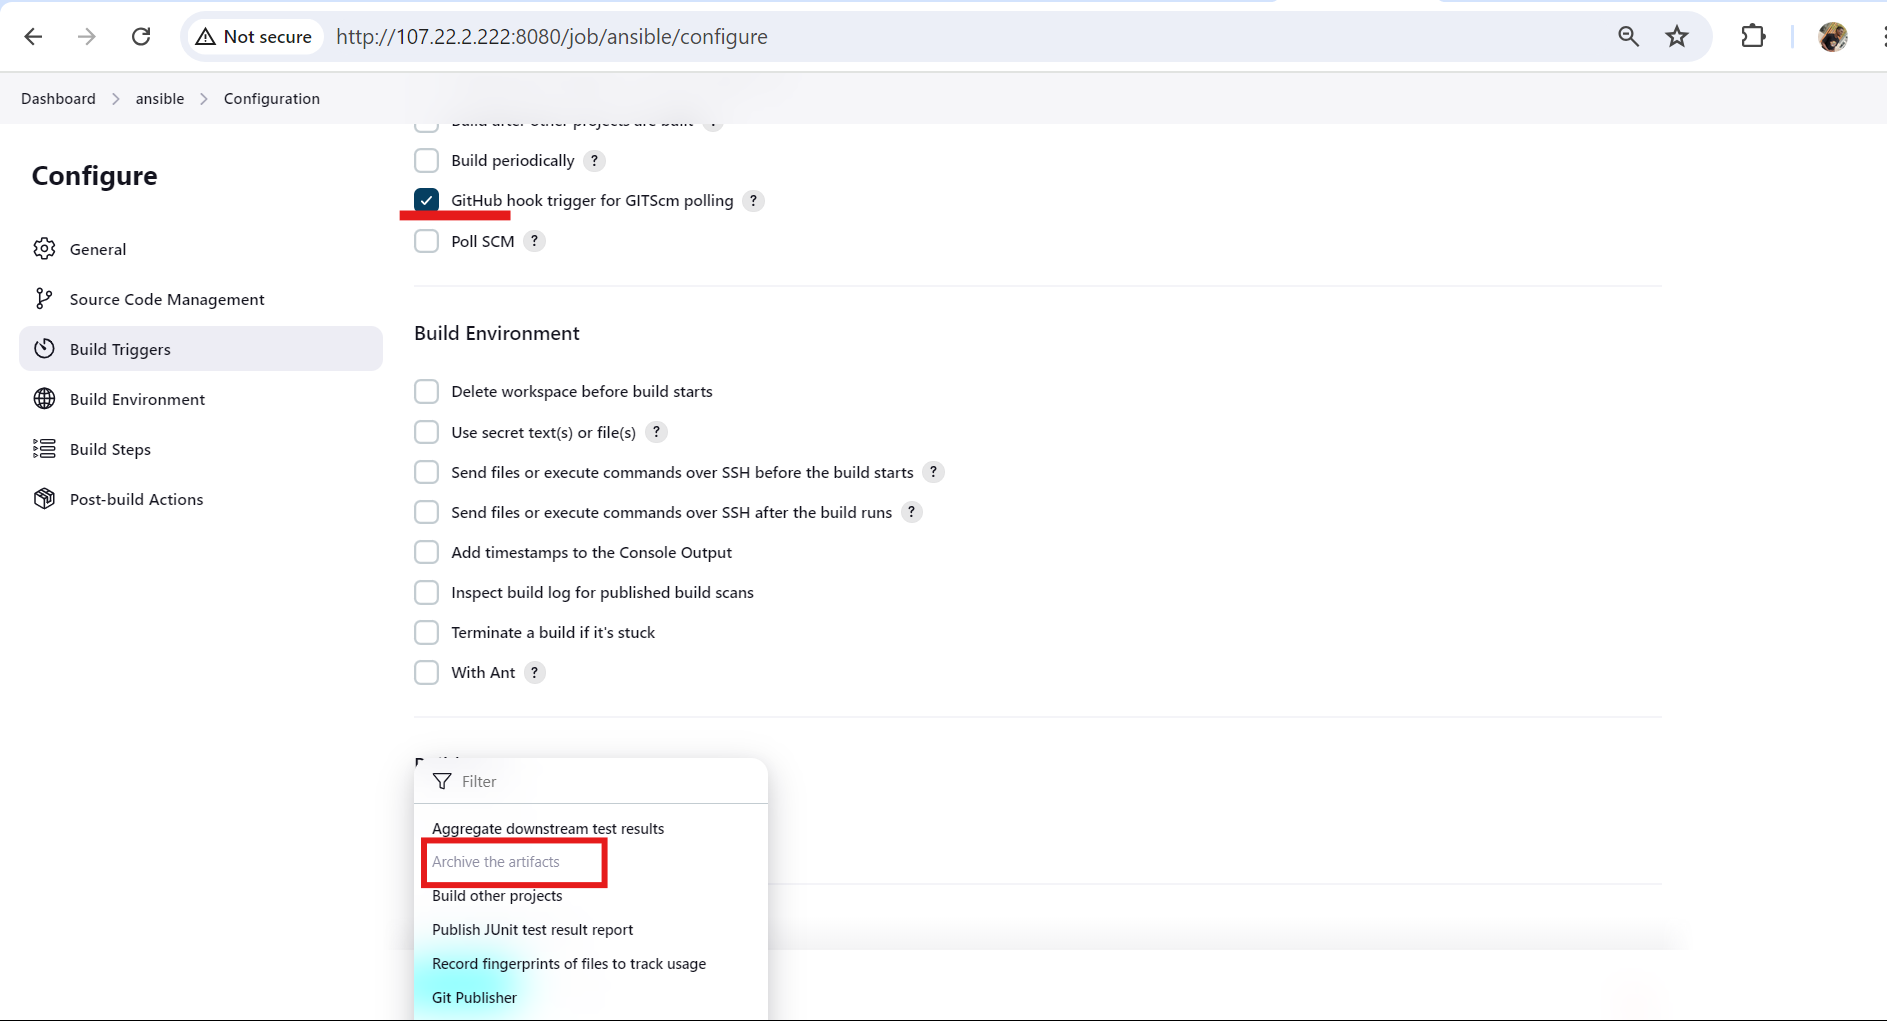 Not secure
http://107.22.2.222:8080/job/ansible/configure
Dashboard > ansible > Configuration
Configure
General
Source Code Management
Build Triggers
Build Environment
Build Steps
Post-build Actions
Build after other projects are built ?
Build periodically ?
GitHub hook trigger for GITScm polling ?
Poll SCM ?
Build Environment
Delete workspace before build starts
Use secret text(s) or file(s) ?
Send files or execute commands over SSH before the build starts ?
Send files or execute commands over SSH after the build runs ?
Add timestamps to the Console Output
Inspect build log for published build scans
Terminate a build if it's stuck
With Ant ?
Filter
Aggregate downstream test results
Archive the artifacts
Build other projects
Publish JUnit test result report
Record fingerprints of files to track usage
Git Publisher